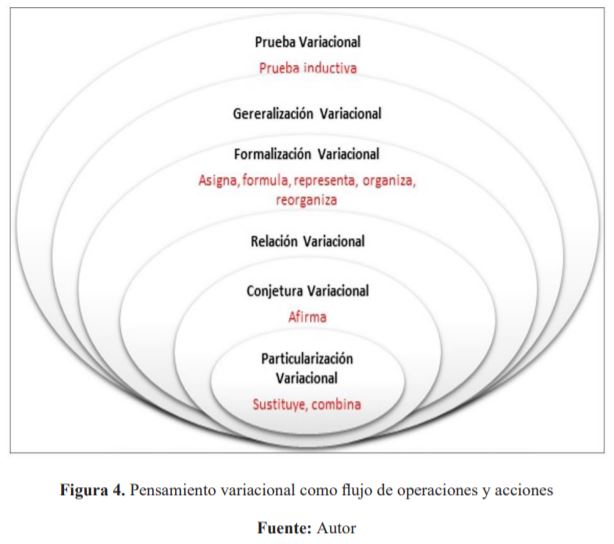 Prueba Variacional
Prueba inductiva
Gereralización Variacional
Formalización Variacional
Asigna, formula, representa, organiza,
reorganiza
Relación Variacional
Conjetura Variacional
Afirma
Particularización
Variacional
Sustituye, combina
Figura 4. Pensamiento variacional como flujo de operaciones y acciones
Fuente: Autor